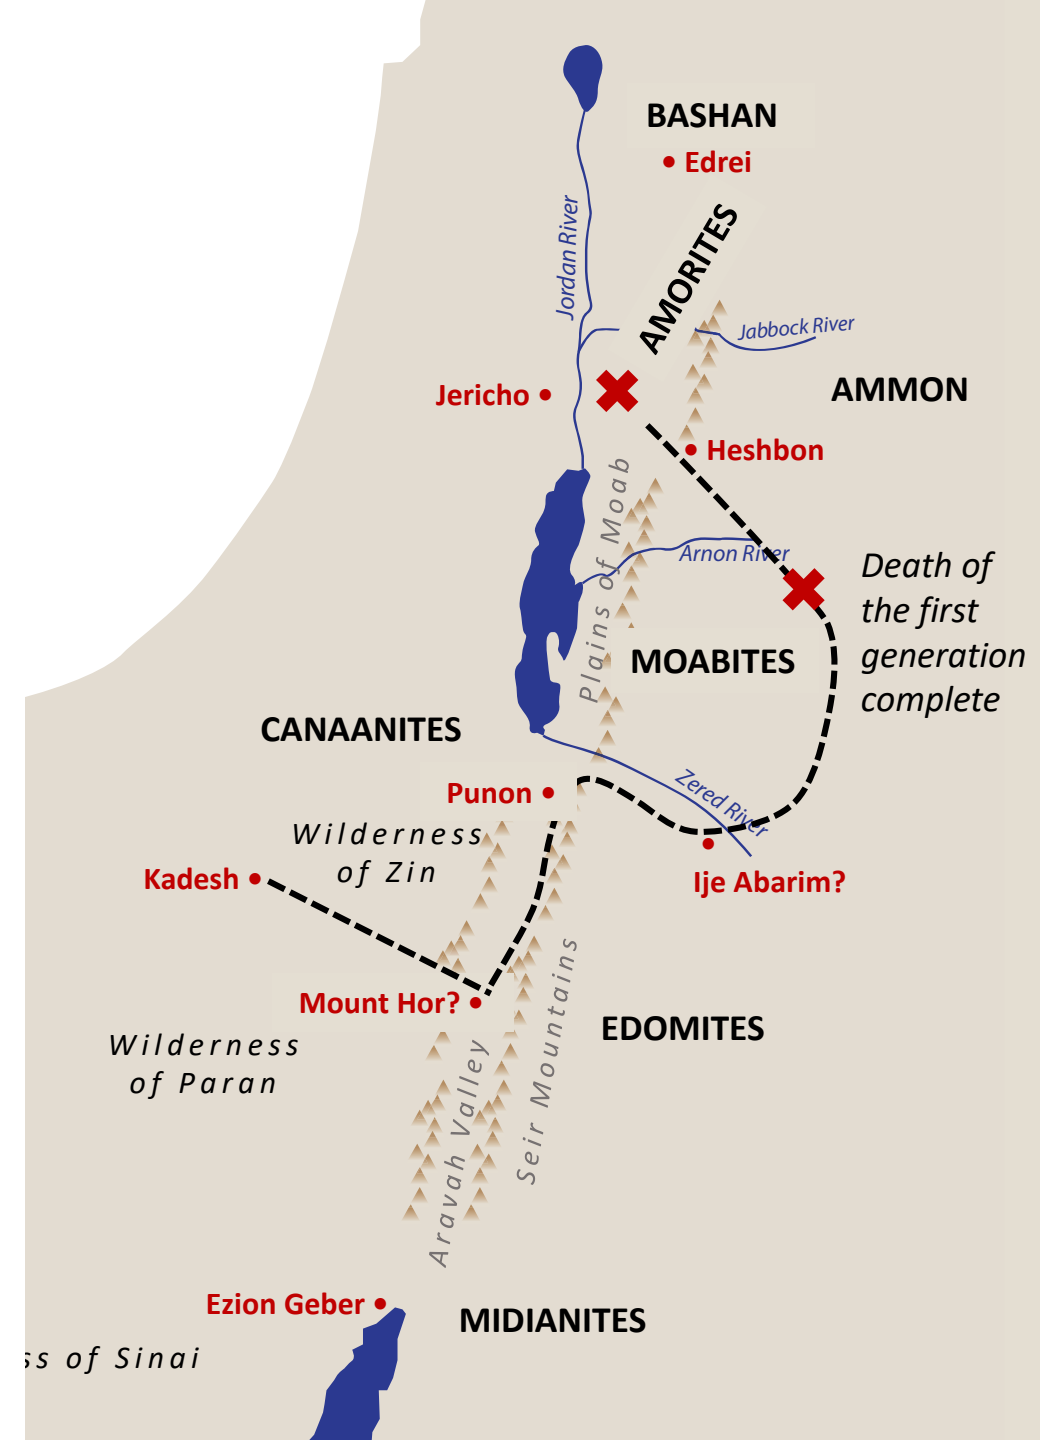 BASHAN
Edrei
AMORITES
Jordan River
Jabbock River
Jericho
AMMON
Heshbon
Plains of Moab
Arnon River
Death of
the first
generation
complete
MOABITES
CANAANITES
Punon
Zered River
Wilderness
of Zin
Kadesh
Ije Abarim?
Mount Hor?
Seir Mountains
EDOMITES
Wilderness
of Paran
Aravah Valley
Ezion Geber
MIDIANITES
ss of Sinai